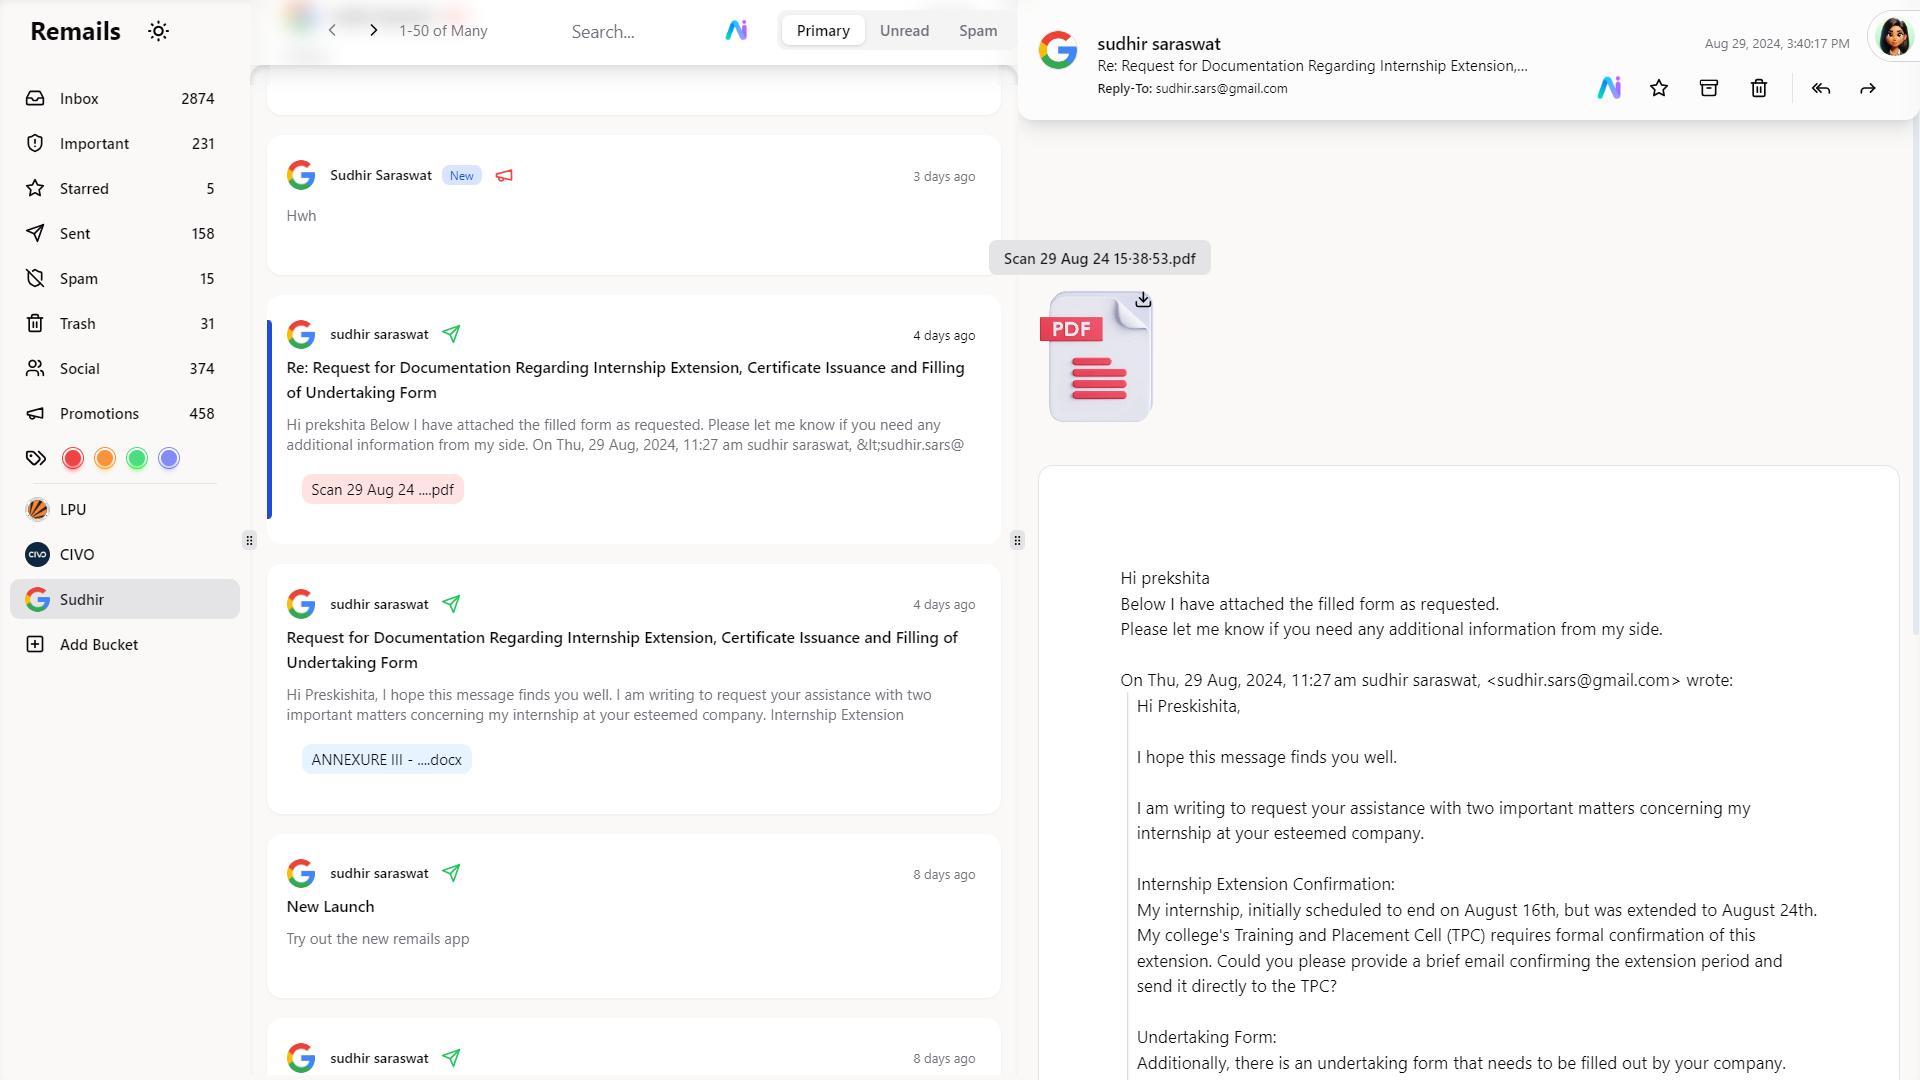 Remails
Inbox 2874
Important 231
Starred 5
Sent 158
Spam 15
Trash 31
Social 374
Promotions 458
LPU
CIVO
Sudhir
Add Bucket
1-50 of Many
Search...
Primary
Unread
Spam
Sudhir Saraswat New 3 days ago
Hwh
sudhir saraswat 4 days ago
Re: Request for Documentation Regarding Internship Extension, Certificate Issuance and Filling
of Undertaking Form
Hi prekshita Below I have attached the filled form as requested. Please let me know if you need any
additional information from my side. On Thu, 29 Aug, 2024, 11:27 am sudhir saraswat, &lt;sudhir.sars@
Scan 29 Aug 24 ....pdf
sudhir saraswat 4 days ago
Request for Documentation Regarding Internship Extension, Certificate Issuance and Filling of
Undertaking Form
Hi Preskishita, I hope this message finds you well. I am writing to request your assistance with two
important matters concerning my internship at your esteemed company. Internship Extension
ANNEXURE III - ....docx
sudhir saraswat 8 days ago
New Launch
Try out the new remails app
sudhir saraswat 8 days ago
sudhir saraswat
Aug 29, 2024, 3:40:17 PM
Re: Request for Documentation Regarding Internship Extension,...
Reply-To: sudhir.sars@gmail.com
Scan 29 Aug 24 15·38·53.pdf
PDF
Hi prekshita
Below I have attached the filled form as requested.
Please let me know if you need any additional information from my side.
On Thu, 29 Aug, 2024, 11:27 am sudhir saraswat, <sudhir.sars@gmail.com> wrote:
Hi Preskishita,
I hope this message finds you well.
I am writing to request your assistance with two important matters concerning my
internship at your esteemed company.
Internship Extension Confirmation:
My internship, initially scheduled to end on August 16th, but was extended to August 24th.
My college's Training and Placement Cell (TPC) requires formal confirmation of this
extension. Could you please provide a brief email confirming the extension period and
send it directly to the TPC?
Undertaking Form:
Additionally, there is an undertaking form that needs to be filled out by your company.